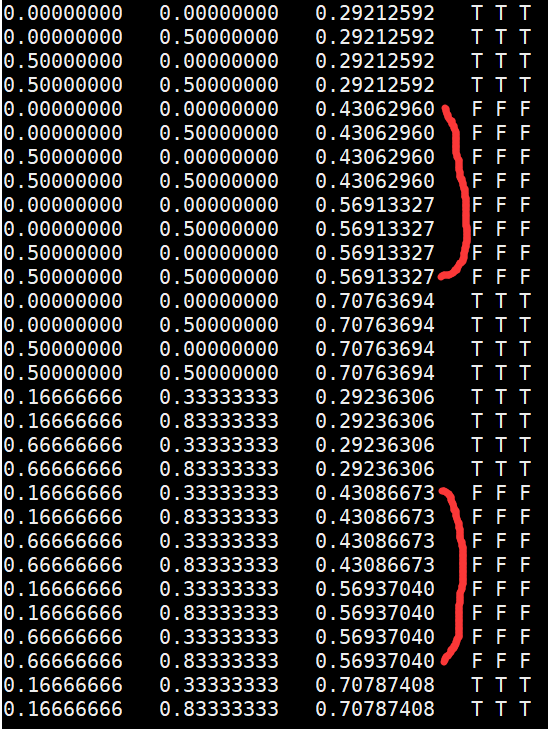 0.00000000 0.00000000 0.29212592 T T T
0.00000000 0.50000000 0.29212592 T T T
0.50000000 0.00000000 0.29212592 T T T
0.50000000 0.50000000 0.29212592 T T T
0.00000000 0.00000000 0.43062960 F F F
0.00000000 0.50000000 0.43062960 F F F
0.50000000 0.00000000 0.43062960 F F F
0.50000000 0.50000000 0.43062960 F F F
0.00000000 0.00000000 0.56913327 F F F
0.00000000 0.50000000 0.56913327 F F F
0.50000000 0.00000000 0.56913327 F F F
0.50000000 0.50000000 0.56913327 F F F
0.00000000 0.00000000 0.70763694 T T T
0.00000000 0.50000000 0.70763694 T T T
0.50000000 0.00000000 0.70763694 T T T
0.50000000 0.50000000 0.70763694 T T T
0.16666666 0.33333333 0.29236306 T T T
0.16666666 0.83333333 0.29236306 T T T
0.66666666 0.33333333 0.29236306 T T T
0.66666666 0.83333333 0.29236306 T T T
0.16666666 0.33333333 0.43086673 F F F
0.16666666 0.83333333 0.43086673 F F F
0.66666666 0.33333333 0.43086673 F F F
0.66666666 0.83333333 0.43086673 F F F
0.16666666 0.33333333 0.56937040 F F F
0.16666666 0.83333333 0.56937040 F F F
0.66666666 0.33333333 0.56937040 F F F
0.66666666 0.83333333 0.56937040 F F F
0.16666666 0.33333333 0.70787408 T T T
0.16666666 0.83333333 0.70787408 T T T